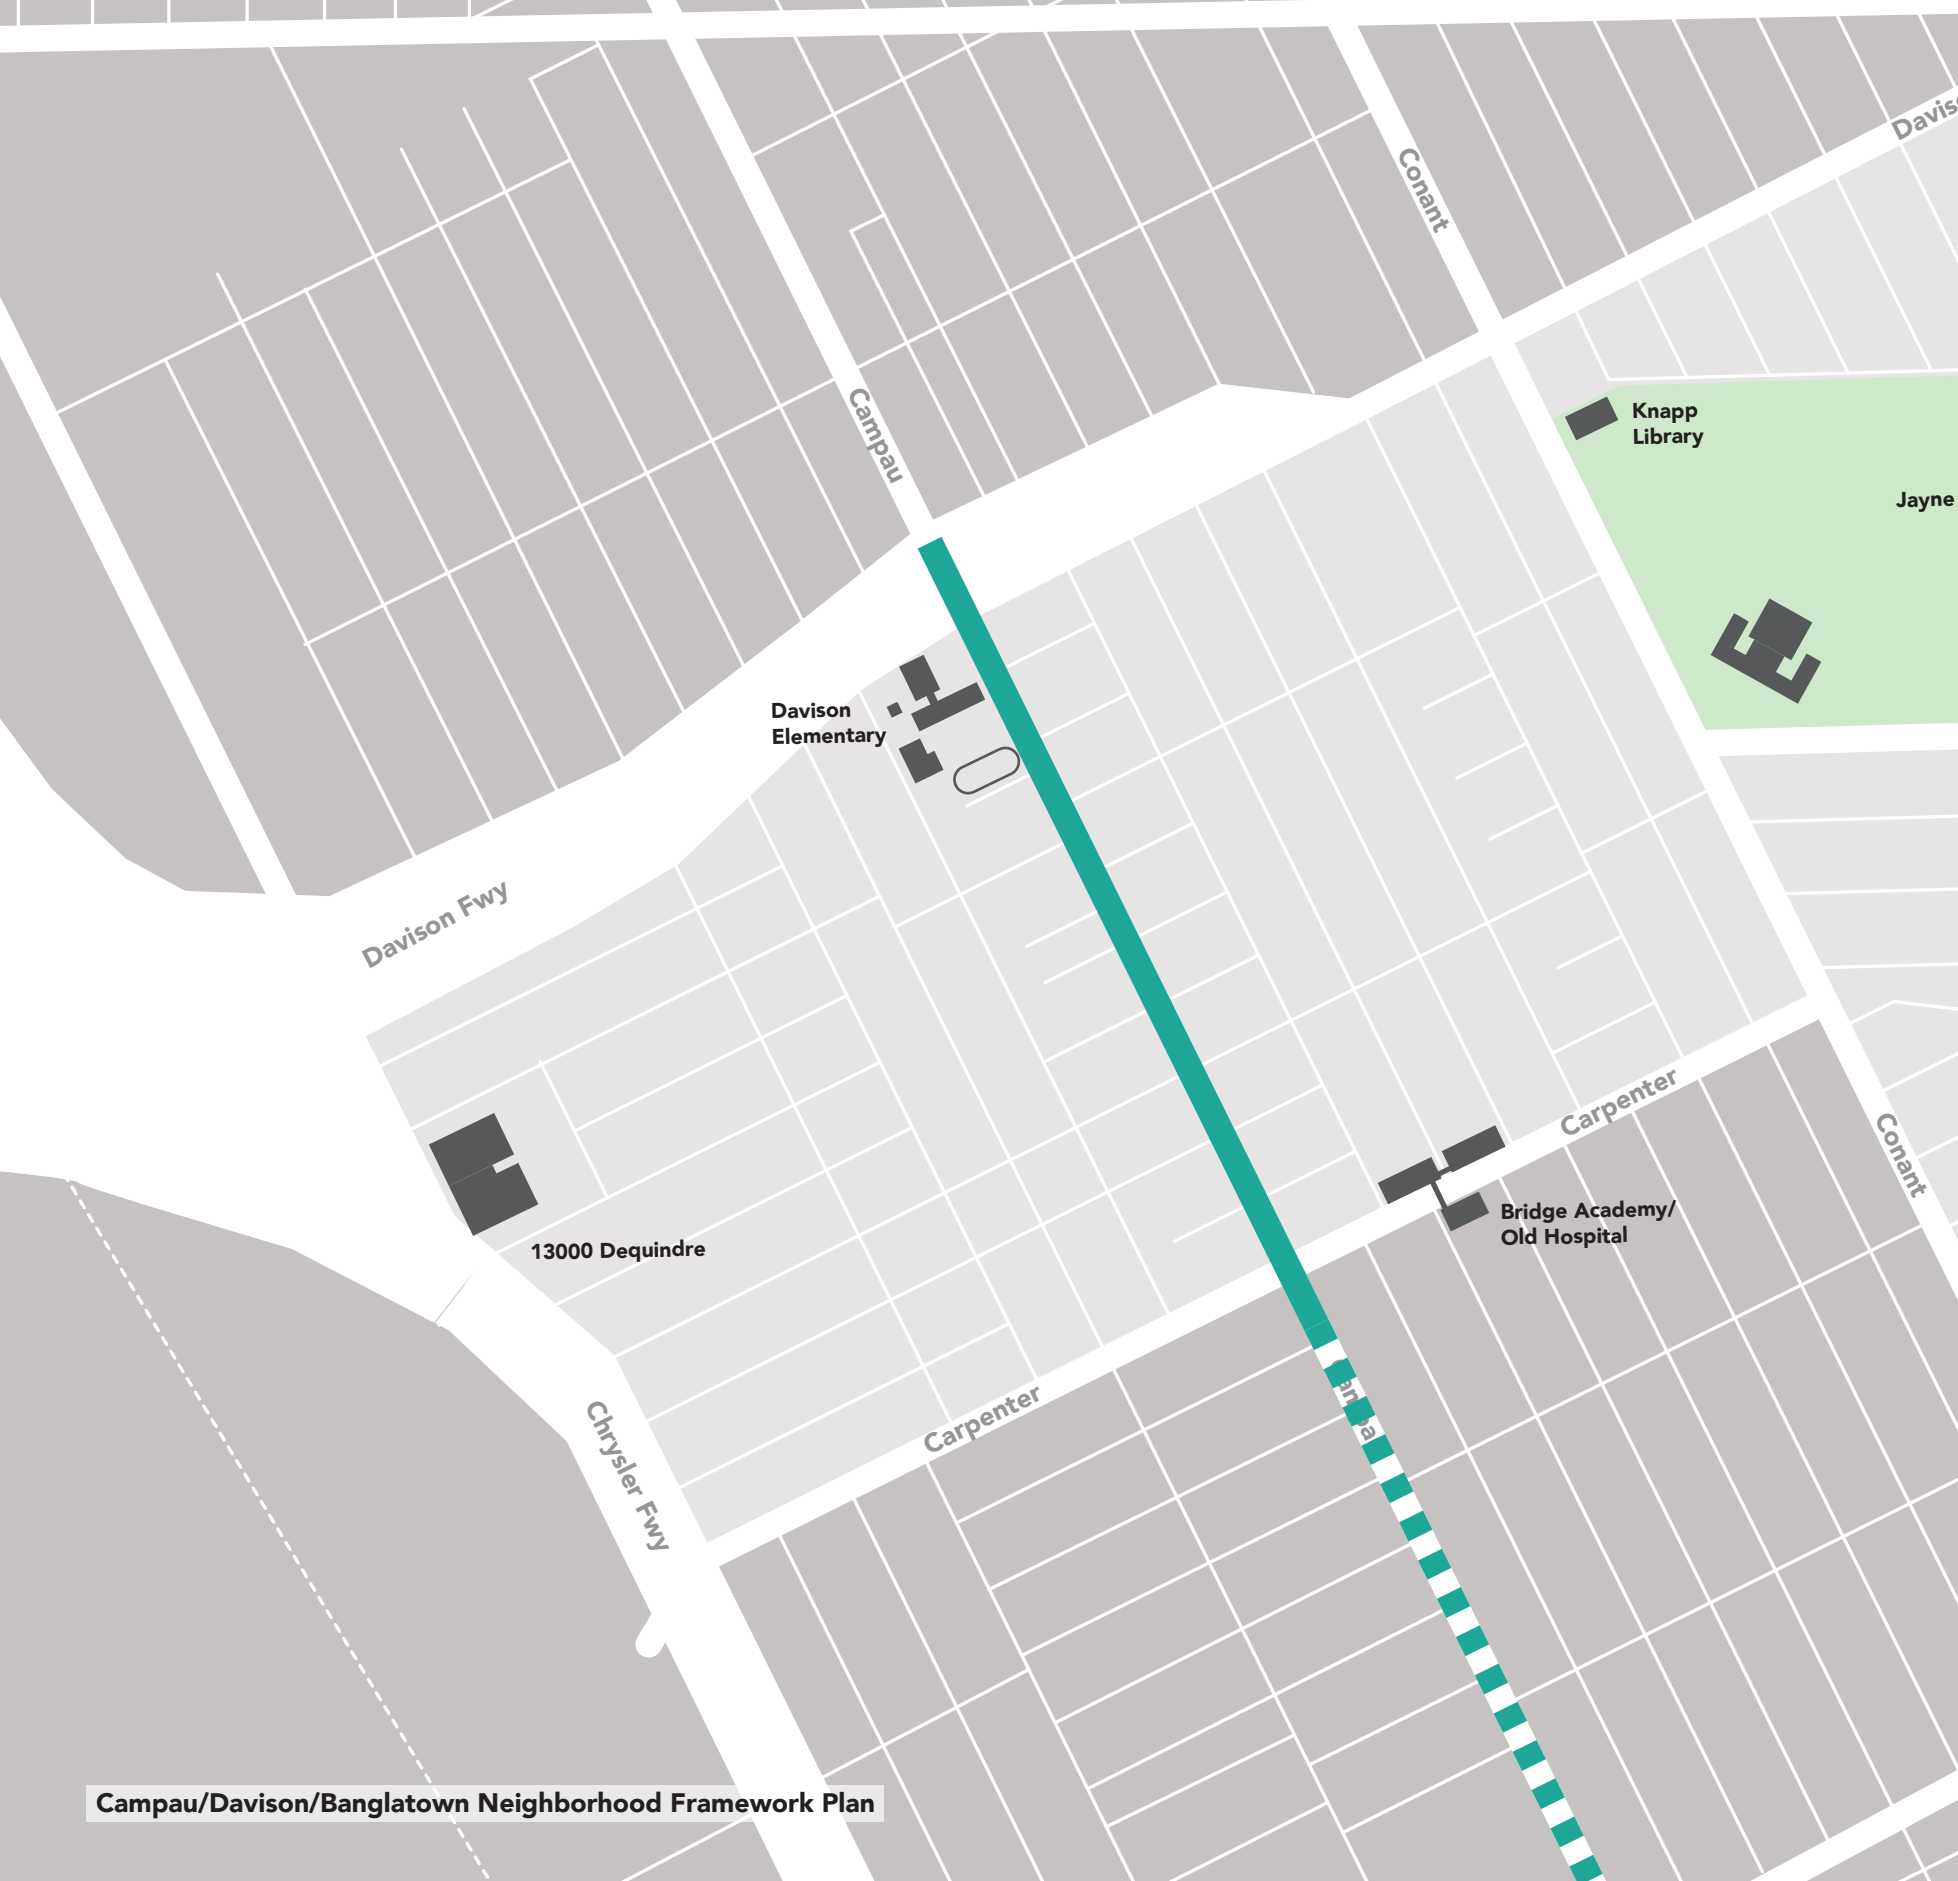 Davis
Conant
Knapp
Library
Campau
Jayne
Davison
Elementary
Davison Fwy
Carpenter
Conant
Bridge Academy/
Old Hospital
13000 Dequindre
Carpenter
Chrysler Fwy
Campau/Davison/Banglatown Neighborhood Framework Plan